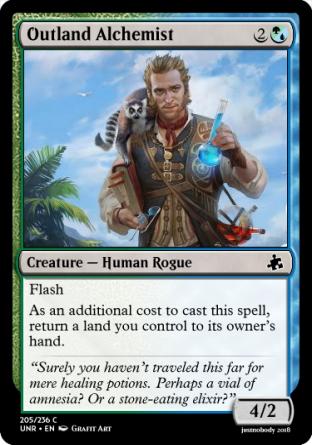 Outland Alchemist 2
Creature — Human Rogue
Flash
As an additional cost to cast this spell,
return a land you control to its owner's
hand.
“Surely you haven't traveled this far for
mere healing potions. Perhaps a vial of
amnesia? Or a stone-eating elixir?”
4/2
205/236 C
UNR • EN Grafit Art
justnobody 2018